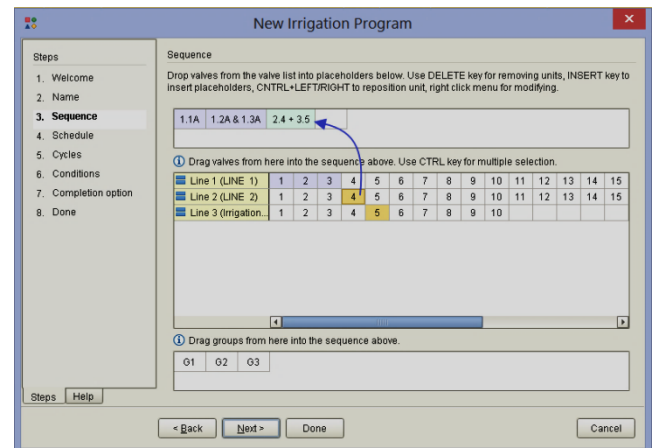 New Irrigation Program
Steps
1. Welcome
2. Name
3. Sequence
4. Schedule
5. Cycles
6. Conditions
7. Completion option
8. Done
Steps Help
Sequence
Drop valves from the valve list into placeholders below. Use DELETE key for removing units, INSERT key to
insert placeholders, CNTRL+LEFT/RIGHT to reposition unit, right click menu for modifying.
1.1A 1.2A & 1.3A 2.4 + 3.5
Drag valves from here into the sequence above. Use CTRL key for multiple selection.
Line 1 (LINE 1) 1 2 3 4 5 6 7 8 9 10 11 12 13 14 15
Line 2 (LINE 2) 1 2 3 4 5 6 7 8 9 10 11 12 13 14 15
Line 3 (Irrigation... 1 2 3 4 5 6 7 8 9 10
Drag groups from here into the sequence above.
G1 G2 G3
< Back Next > Done Cancel